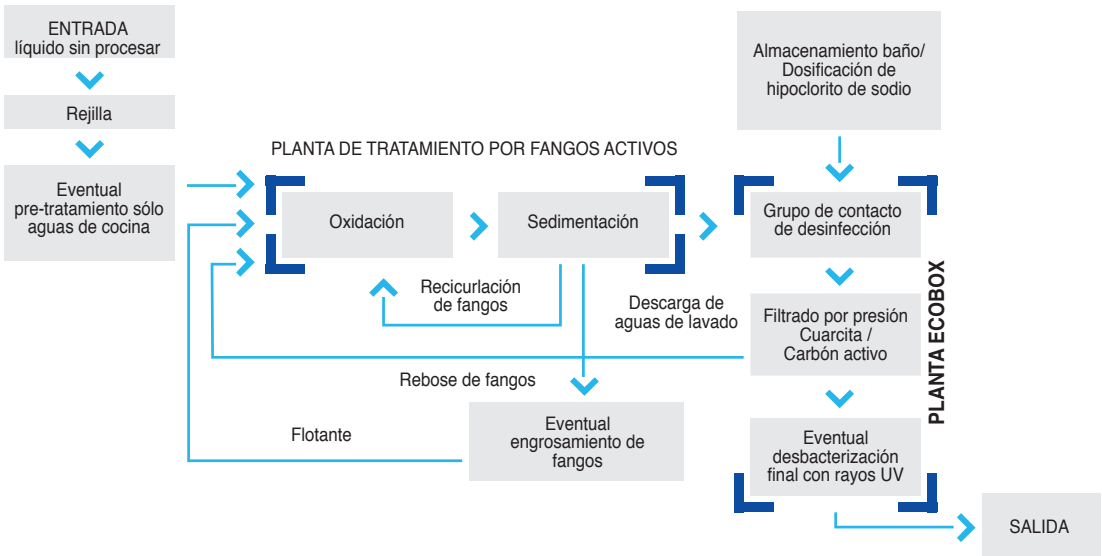 ENTRADA
líquido sin procesar
Rejilla
Eventual
pre-tratamiento sólo
aguas de cocina
PLANTA DE TRATAMIENTO POR FANGOS ACTIVOS
Oxidación
Sedimentación
Recicurlación
de fangos
Rebose de fangos
Eventual
engrosamiento de
fangos
Flotante
Descarga de
aguas de lavado
Almacenamiento baño/
Dosificación de
hipoclorito de sodio
Grupo de contacto
de desinfección
Filtrado por presión
Cuarcita /
Carbón activo
Eventual
desbacterización
final con rayos UV
PLANTA ECOBOX
SALIDA